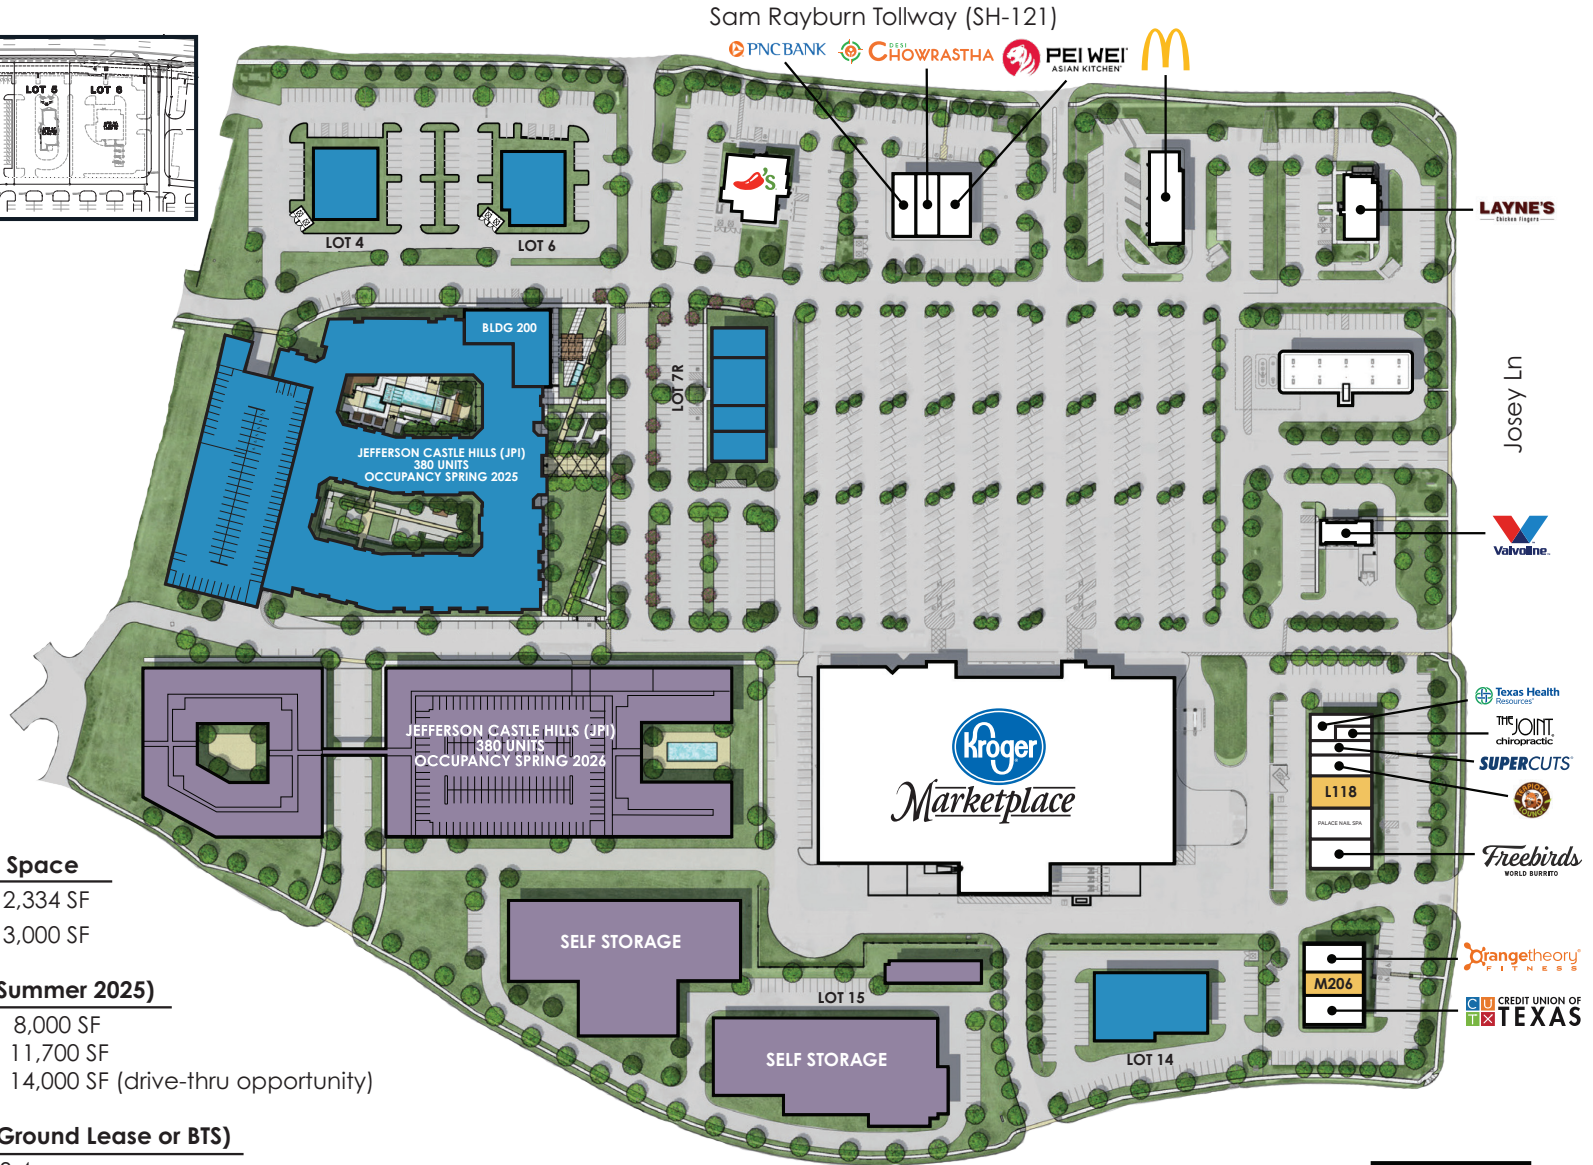 Sam Rayburn Tollway (SH-121)
PNC BANK
DESI
CHOWRASTHA
PEI WEI
ASIAN KITCHEN
LOT 5
LOT 6
'S
LAYNE'S
Chicken Fingers
LOT 4
LOT 6
BLDG 200
LOT 7R
Josey Ln
JEFFERSON CASTLE HILLS (JPI)
380 UNITS
OCCUPANCY SPRING 2025
Valvoline
JEFFERSON CASTLE HILLS (JPI)
380 UNITS
OCCUPANCY SPRING 2026
Kroger
Marketplace
Texas Health
Resources
THE JOINT
chiropractic
SUPERCUTS
L118
TERPIOCA
LOUNGE
PALACE NAIL SPA
Freebirds
WORLD BURRITO
Space
2,334 SF
3,000 SF
SELF STORAGE
LOT 15
SELF STORAGE
LOT 14
Orangetheory
FITNESS
M206
CUTX
CREDIT UNION OF
TEXAS
Summer 2025)
8,000 SF
11,700 SF
14,000 SF (drive-thru opportunity)
Ground Lease or BTS)